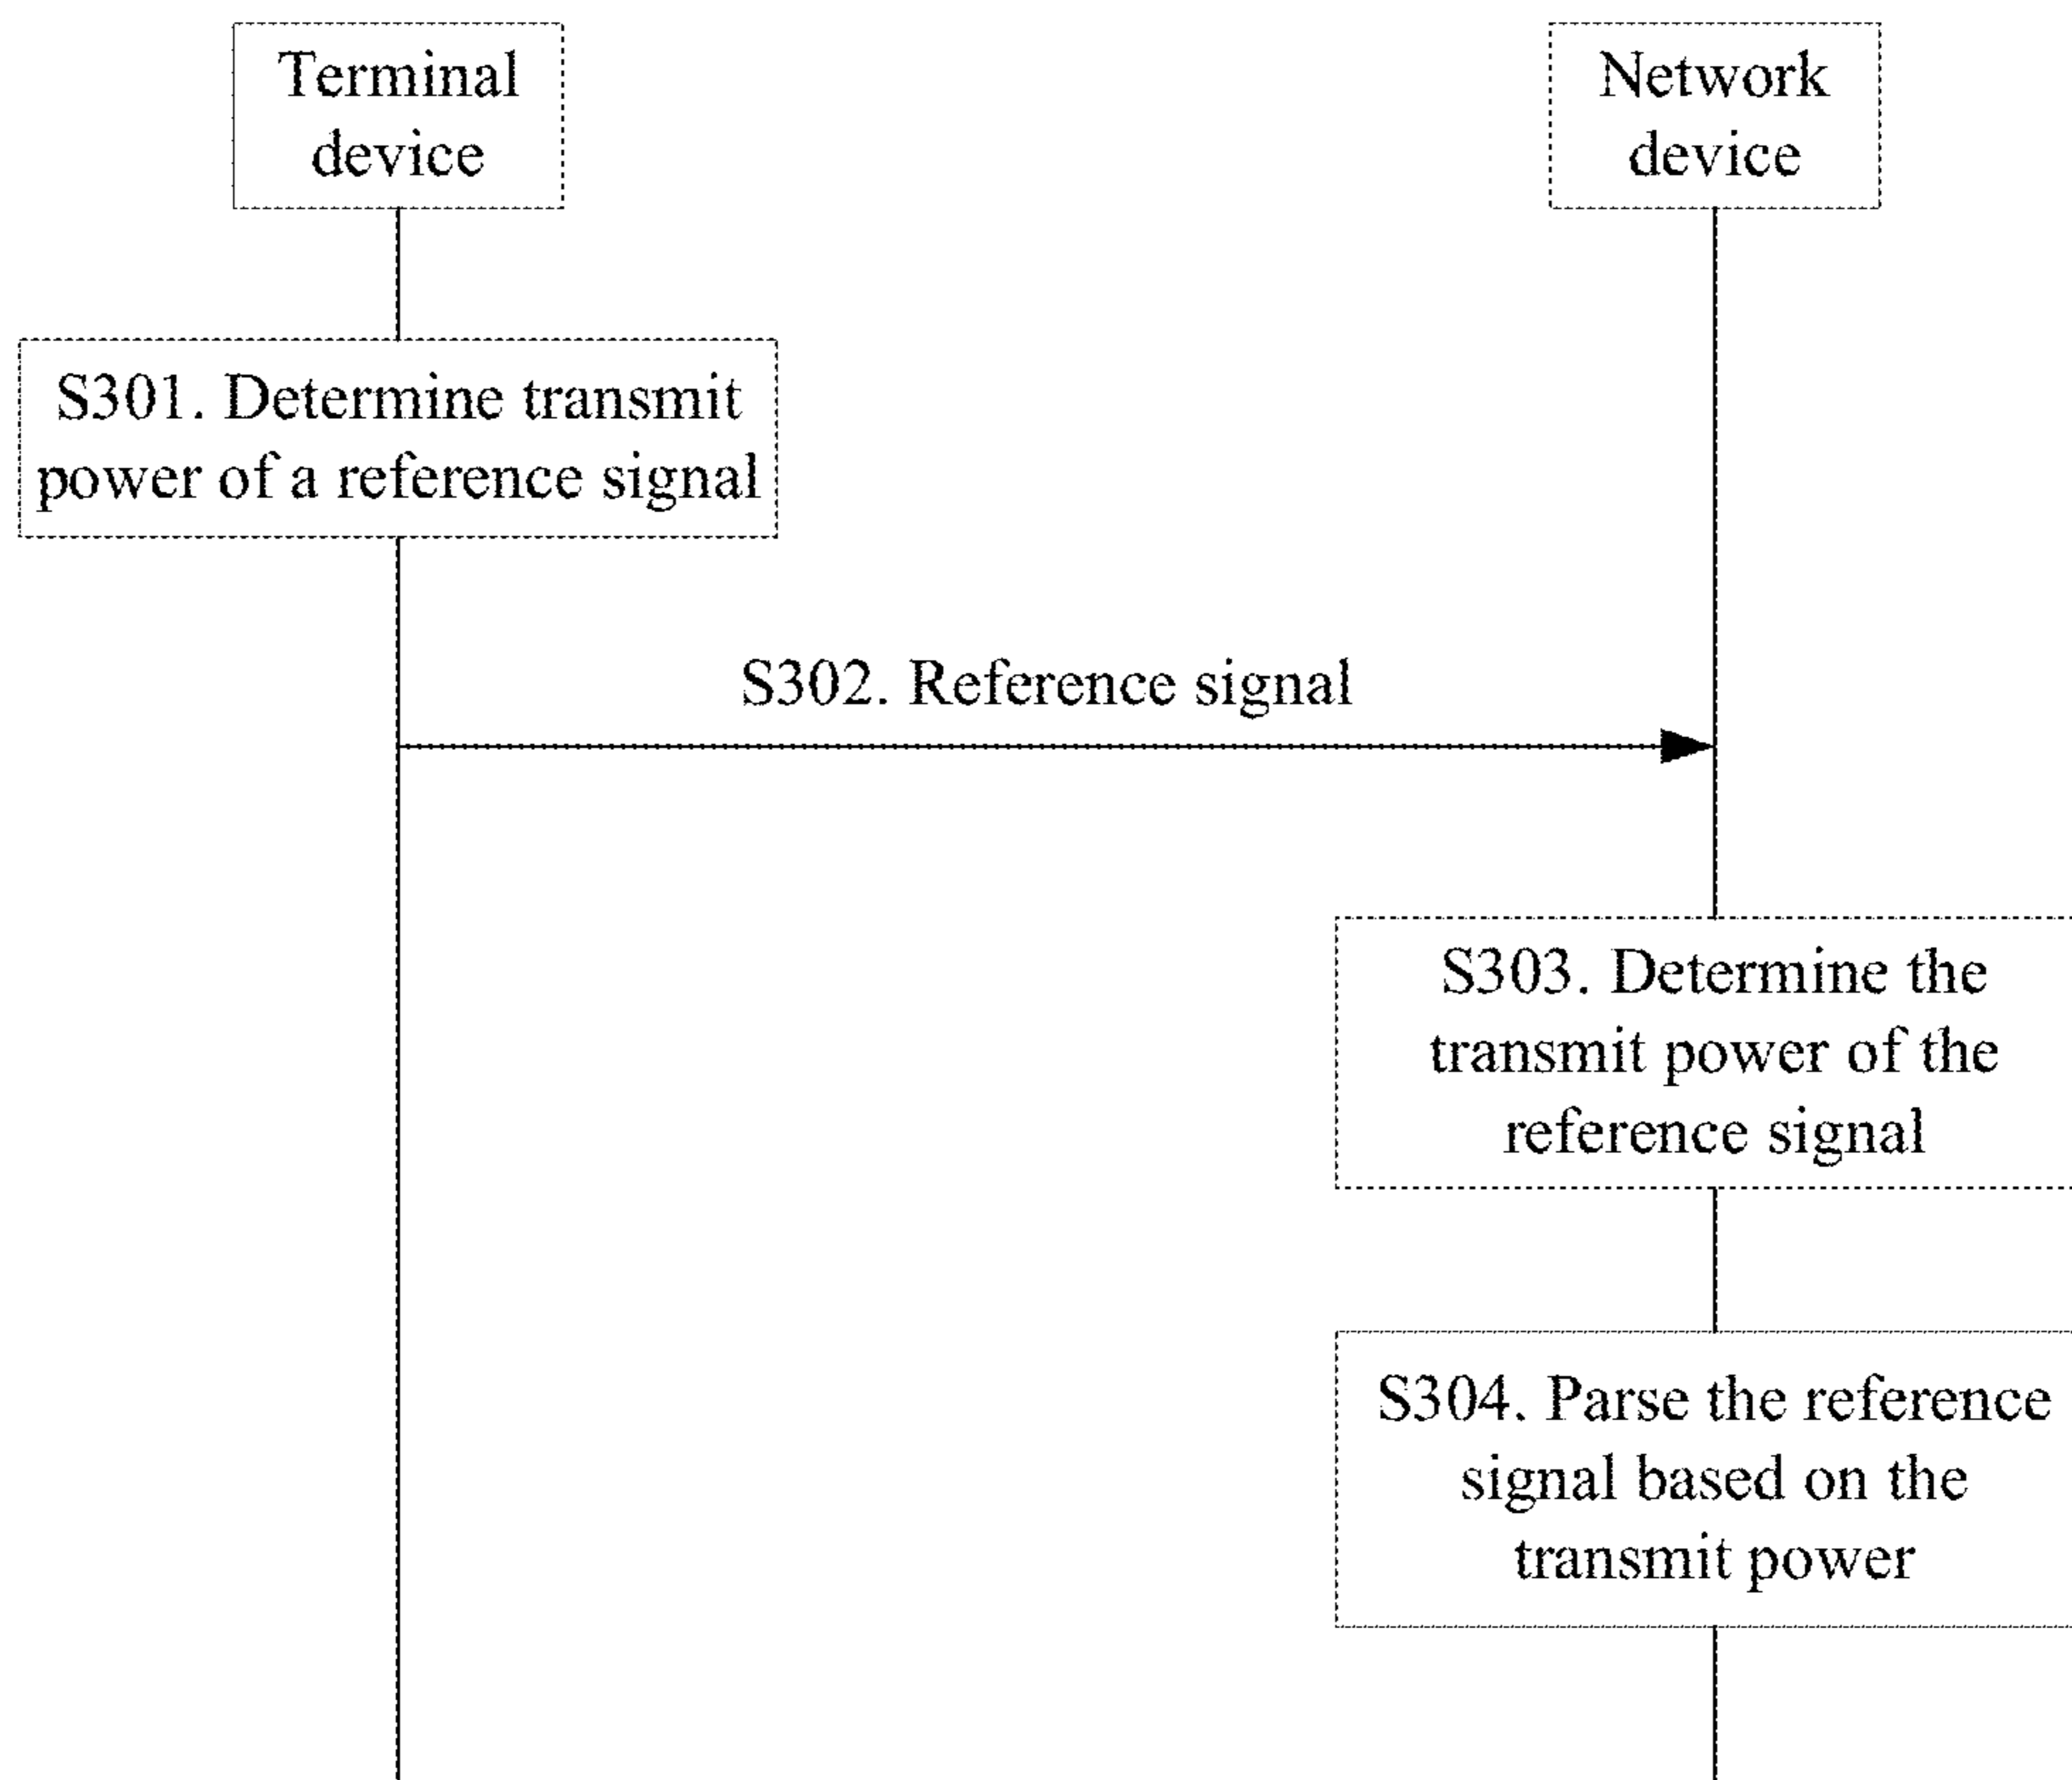 Terminal
device
Network
device
S301. Determine transmit
power of a reference signal
S302. Reference signal
S303. Determine the
transmit power of the
reference signal
S304. Parse the reference
signal based on the
transmit power